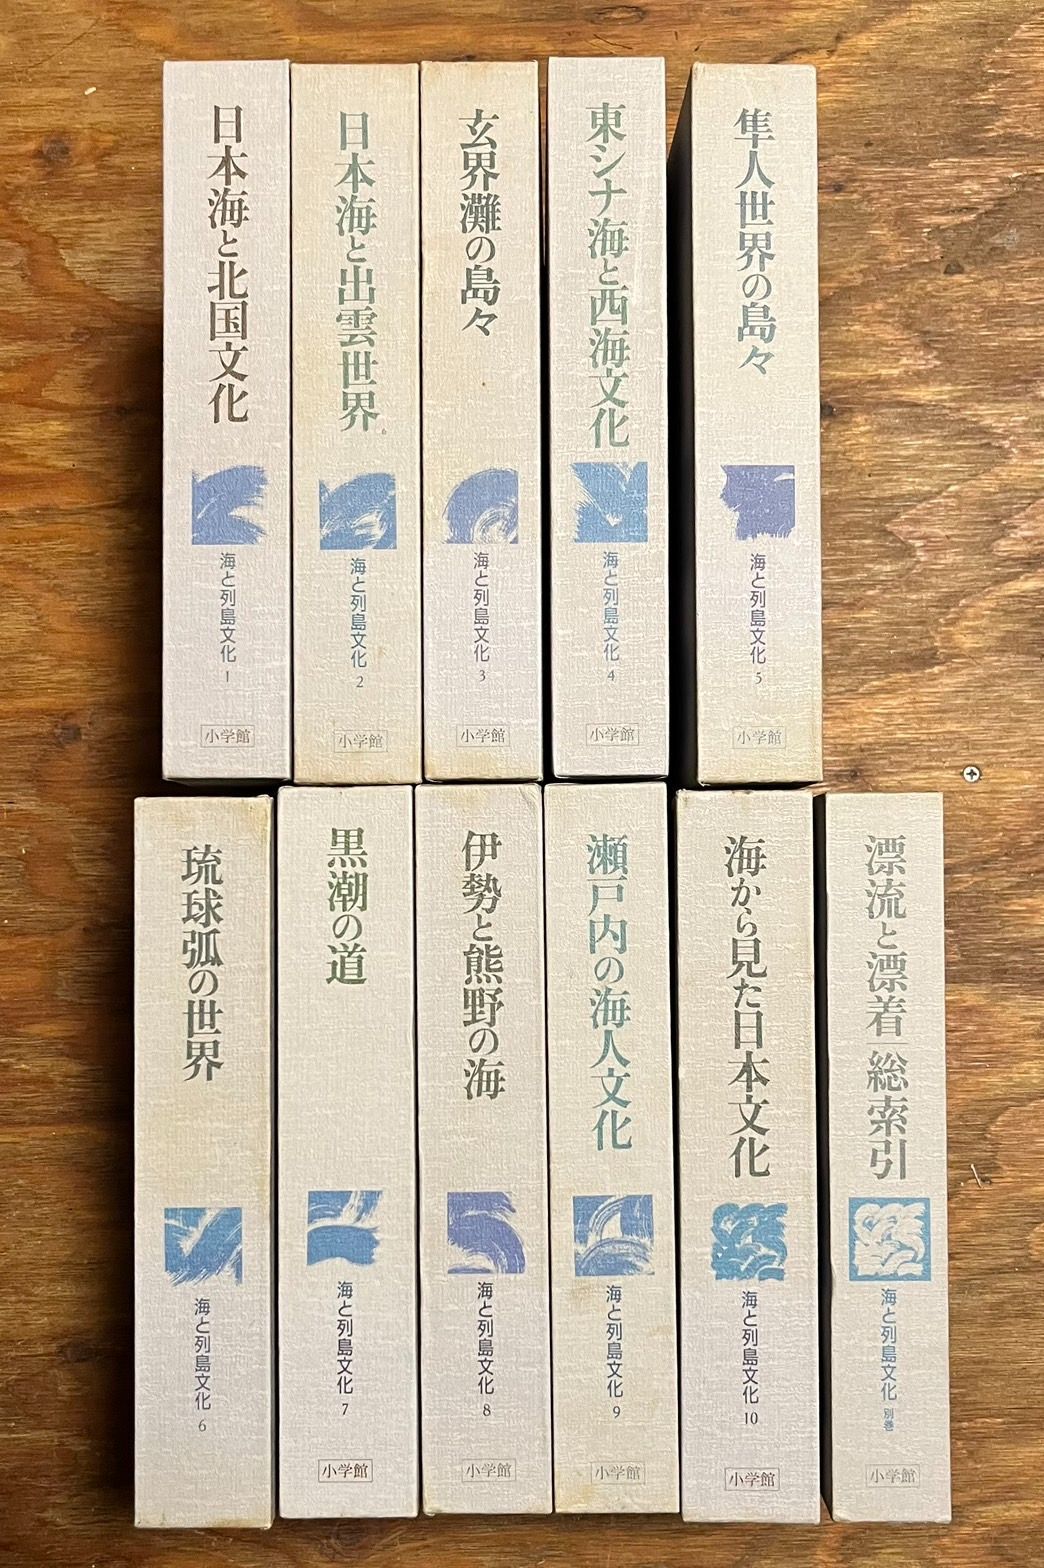 日本海と北国文化
海と列島文化 1
小学館
日本海と出雲世界
海と列島文化 2
小学館
玄界灘の島々
海と列島文化 3
小学館
東シナ海と西海文化
海と列島文化 4
小学館
隼人世界の島々
海と列島文化 5
小学館
琉球弧の世界
海と列島文化 6
小学館
黒潮の道
海と列島文化 7
小学館
伊勢と熊野の海
海と列島文化 8
小学館
瀬戸内の海人文化
海と列島文化 9
小学館
海から見た日本文化
海と列島文化 10
小学館
漂流と漂着 総索引
海と列島文化 別巻
小学館